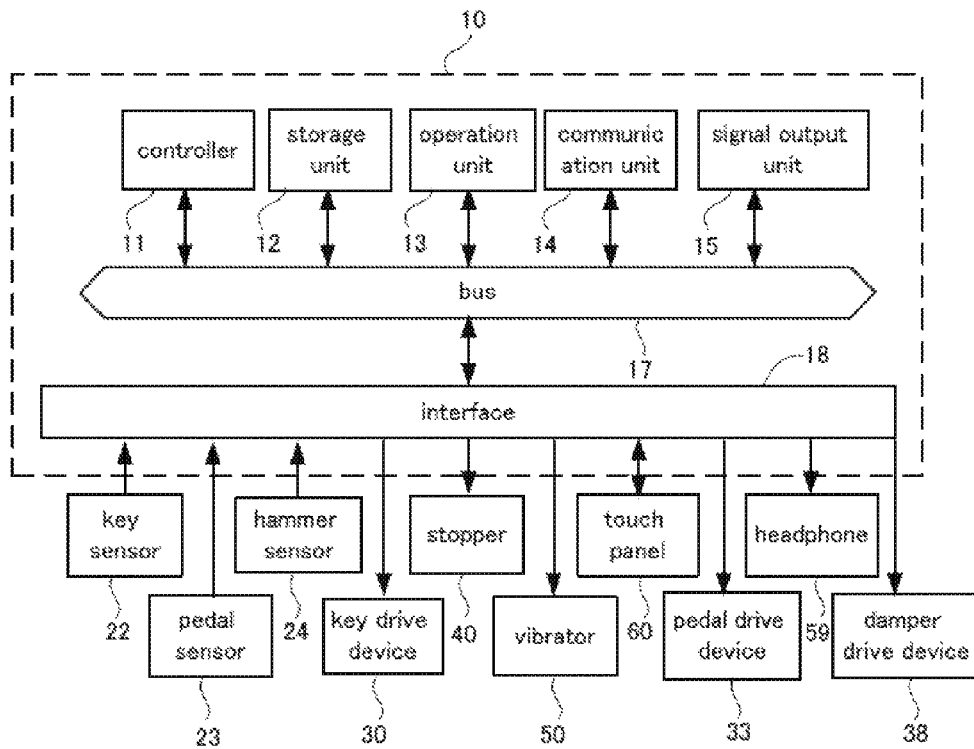 10
controller
storage
unit
operation
unit
communic
ation unit
signal output
unit
11
12
13
14
15
bus
17
18
interface
key
sensor
hammer
sensor
stopper
touch
panel
headphone
22
pedal
sensor
24
key drive
device
40
vibrator
60
pedal drive
device
59
damper
drive device
23
30
50
33
38